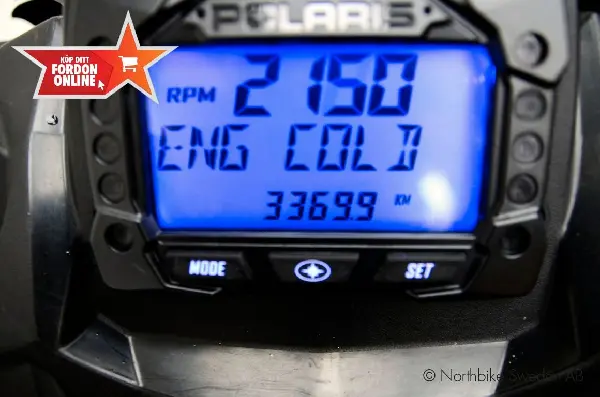 POLARIS
KÖP DITT
FORDON
ONLINE
RPM 2150
ENG COLD
3369.9 KM
MODE SET
© Northbike Sweden AB